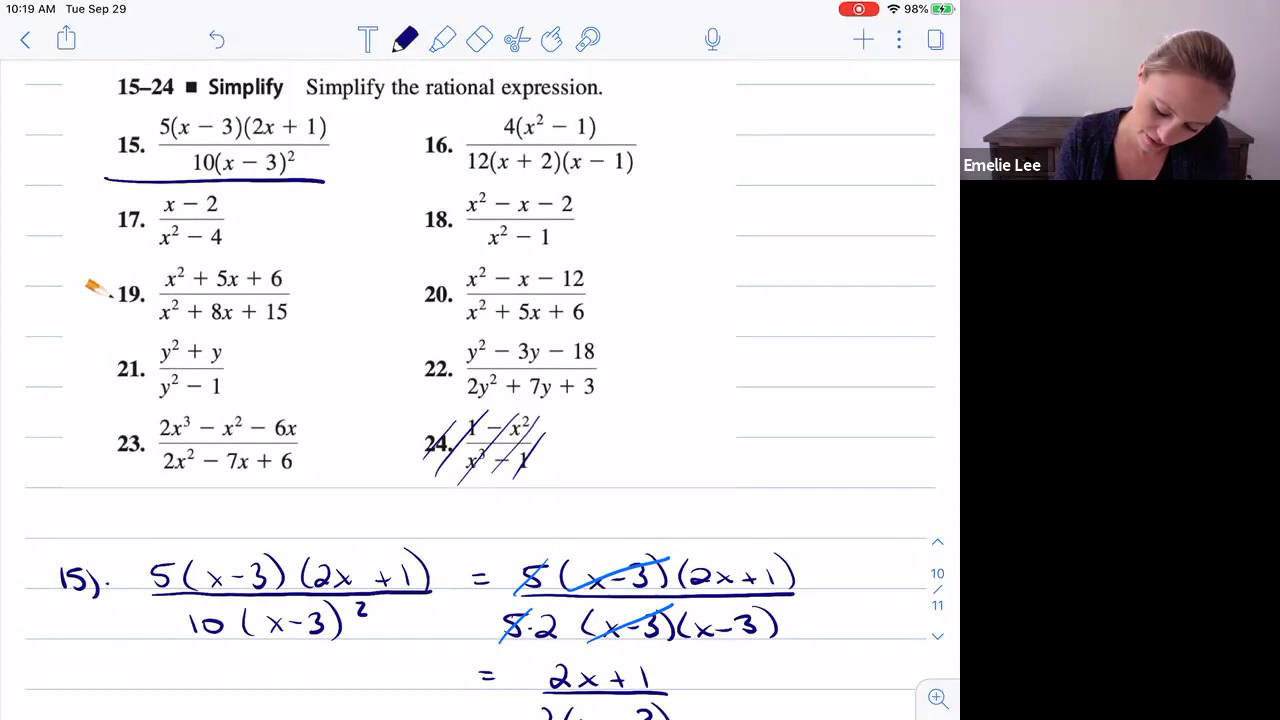 10:19 AM Tue Sep 29
98%
15–24 ■ Simplify Simplify the rational expression.
15. 5(x − 3)(2x + 1) / 10(x − 3)²
16. 4(x² − 1) / 12(x + 2)(x − 1)
17. x − 2 / x² − 4
18. x² − x − 2 / x² − 1
19. x² + 5x + 6 / x² + 8x + 15
20. x² − x − 12 / x² + 5x + 6
21. y² + y / y² − 1
22. y² − 3y − 18 / 2y² + 7y + 3
23. 2x³ − x² − 6x / 2x² − 7x + 6
24. 1 − x² / x³ − 1
15). 5(x-3)(2x+1) / 10(x-3)² = 5(x-3)(2x+1) / 5·2(x-3)(x-3)
= 2x+1 / 2(x-3)
10
/
11
T
Emelie Lee